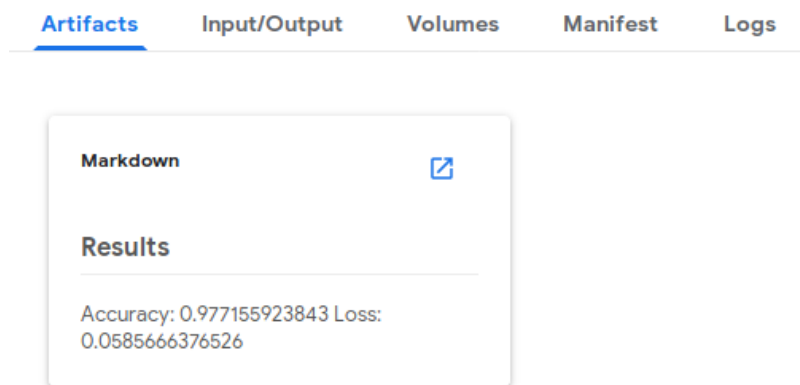 Artifacts Input/Output Volumes Manifest Logs
Markdown
Results
Accuracy: 0.977155923843 Loss:
0.0585666376526